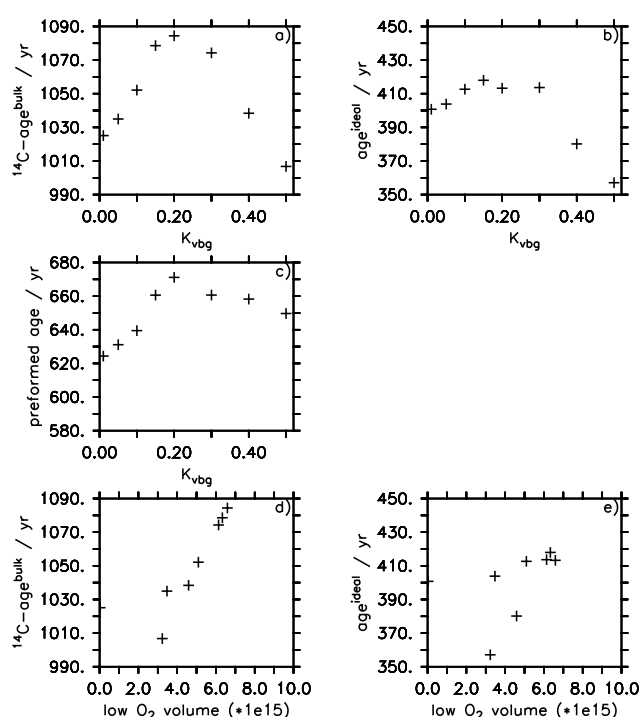 1090.
1070.
1050.
1030.
1010.
990.
¹⁴C–age^bulk / yr
a)
0.00 0.20 0.40
K_vbg
450.
430.
410.
390.
370.
350.
age^ideal / yr
b)
0.00 0.20 0.40
K_vbg
680.
660.
640.
620.
600.
580.
preformed age / yr
c)
0.00 0.20 0.40
K_vbg
1090.
1070.
1050.
1030.
1010.
990.
¹⁴C–age^bulk / yr
d)
0.0 2.0 4.0 6.0 8.0 10.0
low O₂ volume (*1e15)
450.
430.
410.
390.
370.
350.
age^ideal / yr
e)
0.0 2.0 4.0 6.0 8.0 10.0
low O₂ volume (*1e15)